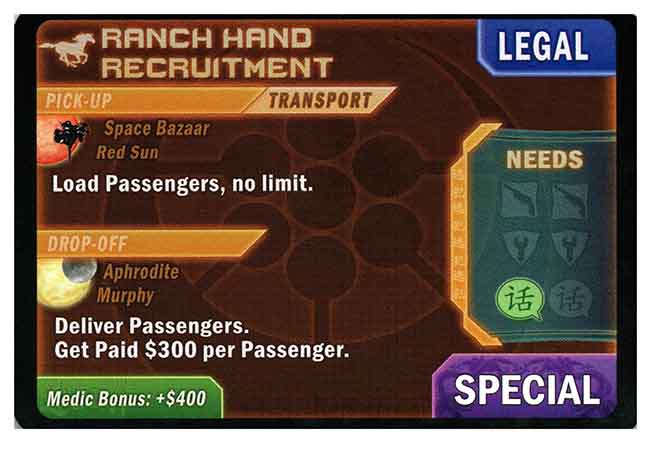 RANCH HAND
RECRUITMENT
LEGAL
PICK-UP
TRANSPORT
Space Bazaar
Red Sun
Load Passengers, no limit.
NEEDS
话 话
DROP-OFF
Aphrodite
Murphy
Deliver Passengers.
Get Paid $300 per Passenger.
Medic Bonus: +$400
SPECIAL